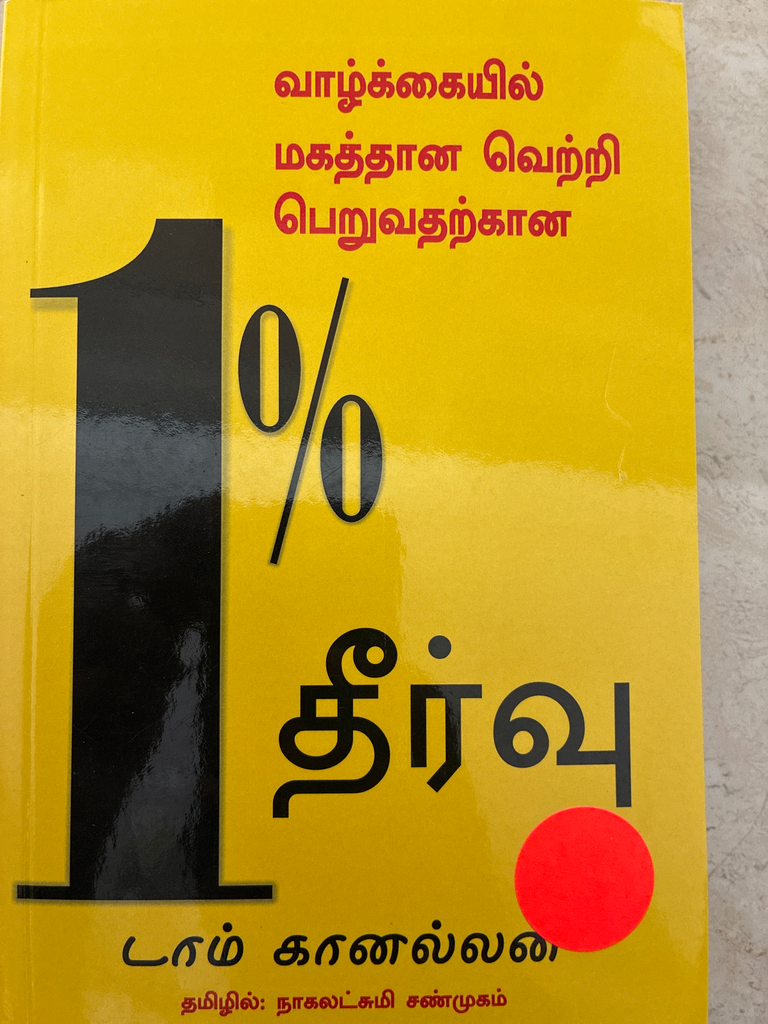 வாழ்க்கையில்
மகத்தான வெற்றி
பெறுவதற்கான
1%
தீர்வு
டாம் கானல்லன்
தமிழில்: நாகலட்சுமி சண்முகம்